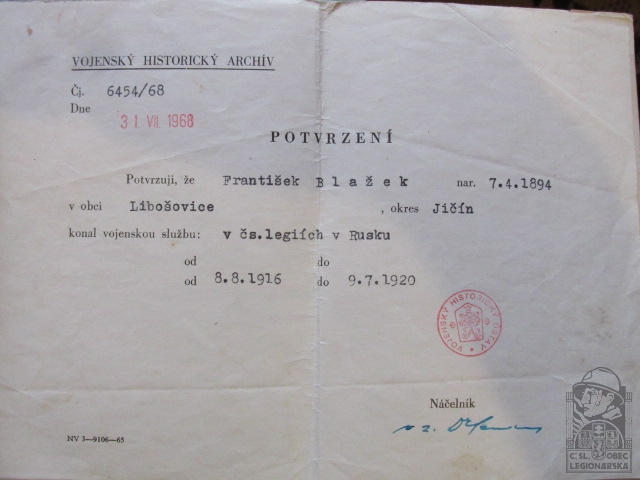 VOJENSKÝ HISTORICKÝ ARCHÍV
Čj. 6454/68
Dne
31. VII. 1968
POTVRZENÍ
Potvrzuji, že František Blažek nar. 7.4.1894
v obci Libošovice , okres Jičín
konal vojenskou službu: v čs.legiích v Rusku
od do
od 8.8.1916 do 9.7.1920
VOJENSKÝ HISTORICKÝ ÚSTAV
Náčelník
v z.
NV 3—9106—65
Č. SL. OBEC
LEGIONÁŘSKÁ